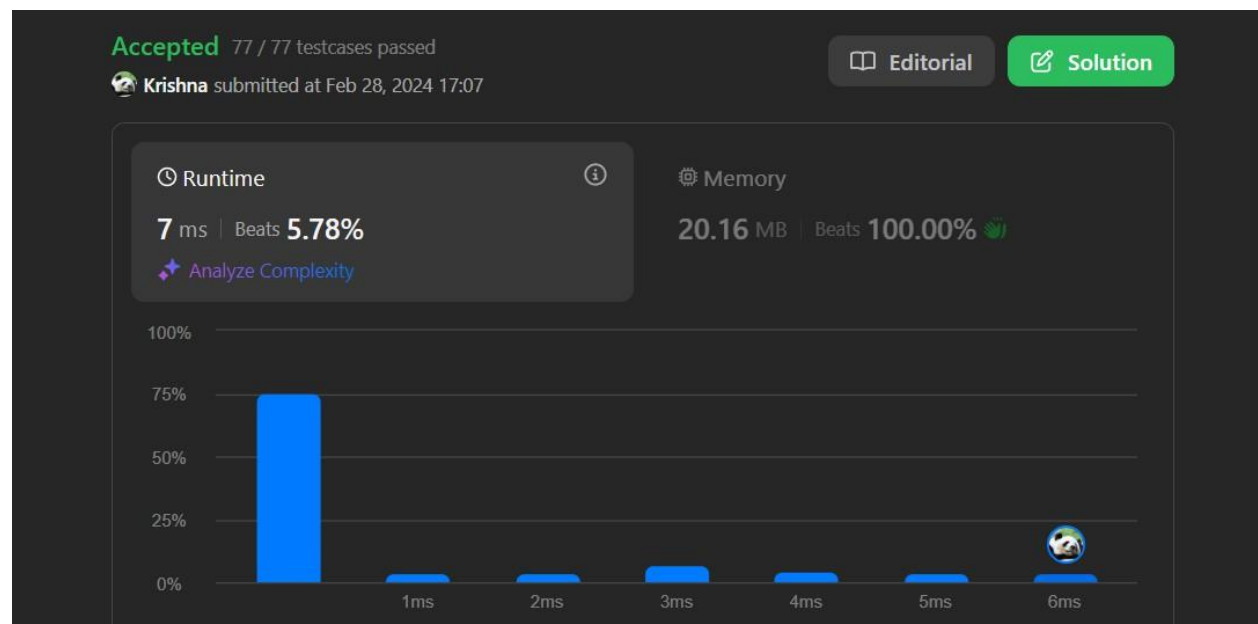 Accepted 77 / 77 testcases passed
Krishna submitted at Feb 28, 2024 17:07
Editorial
Solution
Runtime
7 ms | Beats 5.78%
Analyze Complexity
Memory
20.16 MB | Beats 100.00%
100%
75%
50%
25%
0%
1ms 2ms 3ms 4ms 5ms 6ms